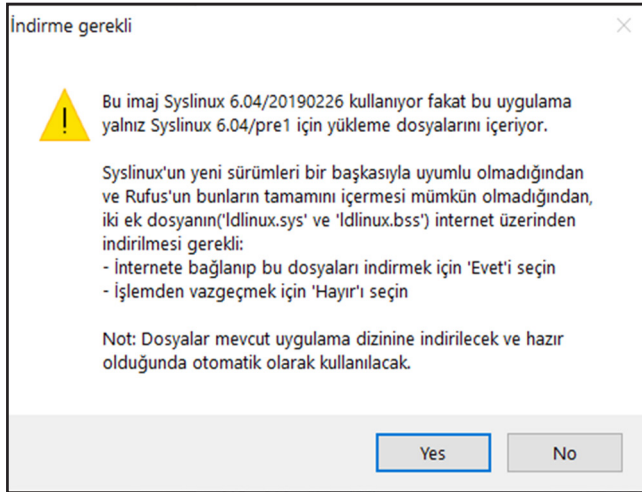 İndirme gerekli
Bu imaj Syslinux 6.04/20190226 kullanıyor fakat bu uygulama
yalnız Syslinux 6.04/pre1 için yükleme dosyalarını içeriyor.
Syslinux'un yeni sürümleri bir başkasıyla uyumlu olmadığından
ve Rufus'un bunların tamamını içermesi mümkün olmadığından,
iki ek dosyanın('ldlinux.sys' ve 'ldlinux.bss') internet üzerinden
indirilmesi gerekli:
- İnternete bağlanıp bu dosyaları indirmek için 'Evet'i seçin
- İşlemden vazgeçmek için 'Hayır'ı seçin
Not: Dosyalar mevcut uygulama dizinine indirilecek ve hazır
olduğunda otomatik olarak kullanılacak.
Yes
No